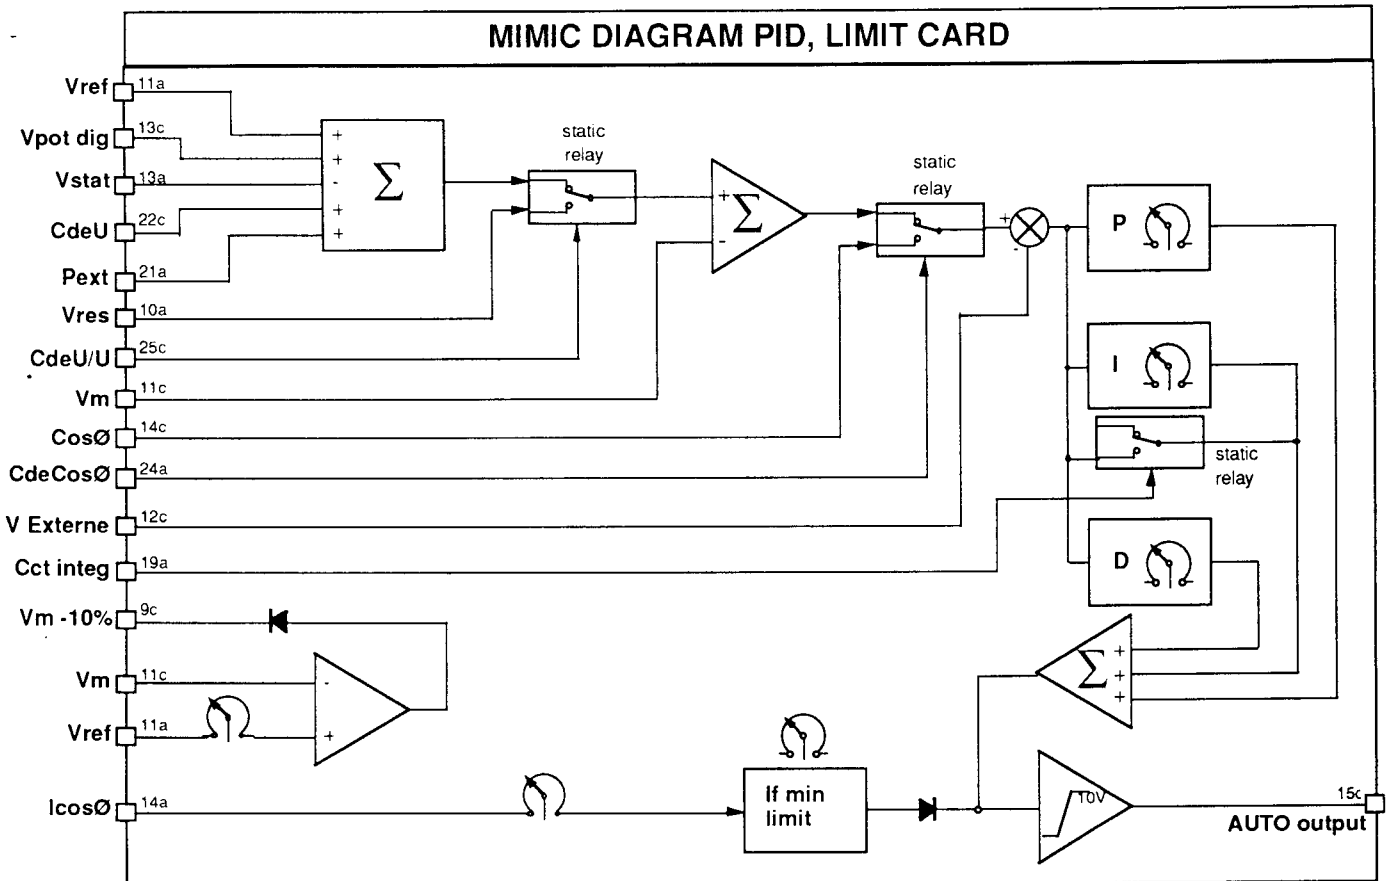 MIMIC DIAGRAM PID, LIMIT CARD
Vref 11a
Vpot dig 13c
Vstat 13a
CdeU 22c
Pext 21a
Vres 10a
CdeU/U 25c
Vm 11c
CosØ 14c
CdeCosØ 24a
V Externe 12c
Cct integ 19a
Vm -10% 9c
Vm 11c
Vref 11a
IcosØ 14a
+
+
-
+
+
Σ
static
relay
+
-
Σ
static
relay
+
-
P
I
static
relay
D
Σ
+
+
+
-
+
If min
limit
10V
15c
AUTO output